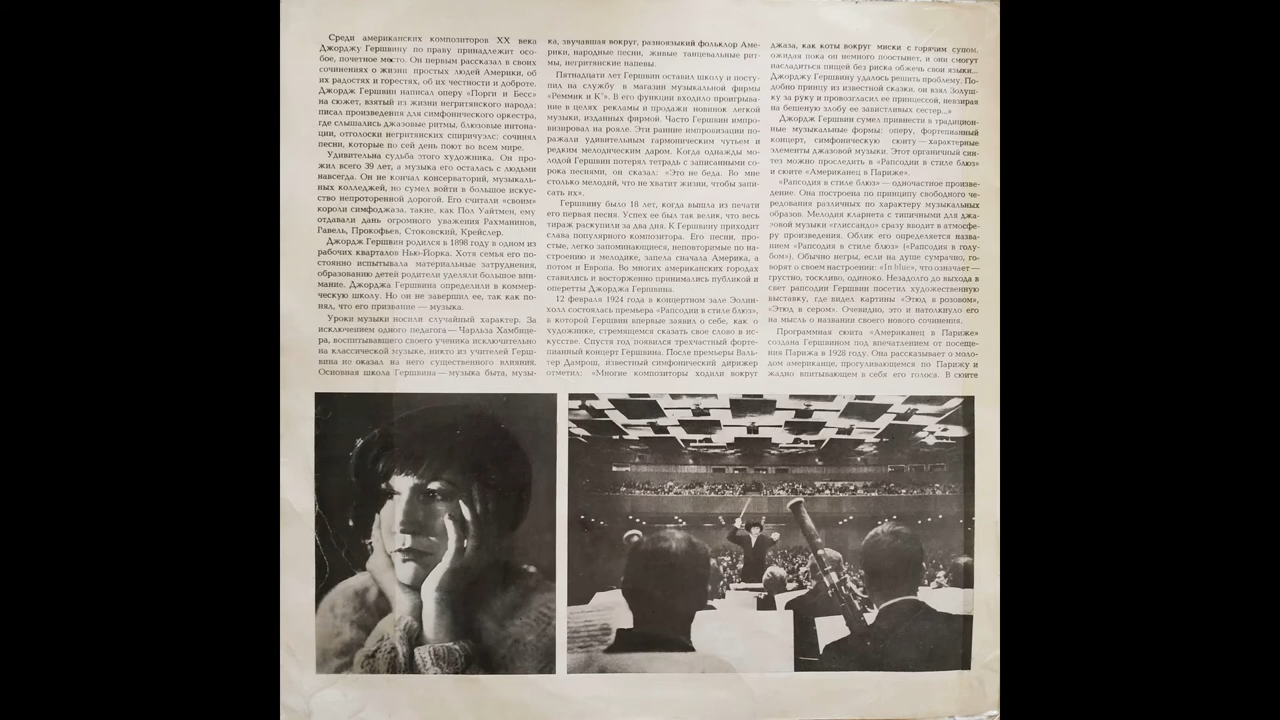 Среди американских композиторов XX века
Джорджу Гершвину по праву принадлежит осо-
бое, почетное место. Он первым рассказал в своих
сочинениях о жизни простых людей Америки, об
их радостях и горестях, об их честности и доброте.
Джордж Гершвин написал оперу «Порги и Бесс»
на сюжет, взятый из жизни негритянского народа;
писал произведения для симфонического оркестра,
где слышались джазовые ритмы, блюзовые интона-
ции, отголоски негритянских спиричуэлс; сочинял
песни, которые по сей день поют во всем мире.
Удивительна судьба этого художника. Он про-
жил всего 39 лет, а музыка его осталась с людьми
навсегда. Он не кончал консерваторий, музыкаль-
ных колледжей, но сумел войти в большое искус-
ство непроторенной дорогой. Его считали «своим»
короли симфоджаза, такие, как Пол Уайтмен, ему
отдавали дань огромного уважения Рахманинов,
Равель, Прокофьев, Стоковский, Крейслер.
Джордж Гершвин родился в 1898 году в одном из
рабочих кварталов Нью-Йорка. Хотя семья его по-
стоянно испытывала материальные затруднения,
образованию детей родители уделяли большое вни-
мание. Джорджа Гершвина определили в коммер-
ческую школу. Но он не завершил ее, так как по-
нял, что его призвание — музыка.
Уроки музыки носили случайный характер. За
исключением одного педагога — Чарльза Хамбице-
ра, воспитывавшего своего ученика исключительно
на классической музыке, никто из учителей Герш-
вина не оказал на него существенного влияния.
Основная школа Гершвина — музыка быта, музы-
ка, звучавшая вокруг, разноязыкий фольклор Аме-
рики, народные песни, живые танцевальные рит-
мы, негритянские напевы.
Пятнадцати лет Гершвин оставил школу и посту-
пил на службу в магазин музыкальной фирмы
«Реммик и К°». В его функции входило проигрыва-
ние в целях рекламы и продажи новинок легкой
музыки, изданных фирмой. Часто Гершвин импро-
визировал на рояле. Эти ранние импровизации по-
ражали удивительным гармоническим чутьем и
редким мелодическим даром. Когда однажды мо-
лодой Гершвин потерял тетрадь с записанными со-
рока песнями, он сказал: «Это не беда. Во мне
столько мелодий, что не хватит жизни, чтобы запи-
сать их».
Гершвину было 18 лет, когда вышла из печати
его первая песня. Успех ее был так велик, что весь
тираж раскупили за два дня. К Гершвину приходит
слава популярного композитора. Его песни, про-
стые, легко запоминающиеся, неповторимые по на-
строению и мелодике, запела сначала Америка, а
потом и Европа. Во многих американских городах
ставились и восторженно принимались публикой и
оперетты Джорджа Гершвина.
12 февраля 1924 года в концертном зале Эолин-
холл состоялась премьера «Рапсодии в стиле блюз»,
в которой Гершвин впервые заявил о себе, как о
художнике, стремящемся сказать свое слово в ис-
кусстве. Спустя год появился трехчастный форте-
пианный концерт Гершвина. После премьеры Валь-
тер Дамрош, известный симфонический дирижер
отметил: «Многие композиторы ходили вокруг
джаза, как коты вокруг миски с горячим супом,
ожидая пока он немного поостынет, и они смогут
насладиться пищей без риска обжечь свои языки...
Джорджу Гершвину удалось решить проблему. По-
добно принцу из известной сказки, он взял Золуш-
ку за руку и провозгласил ее принцессой, невзирая
на бешеную злобу ее завистливых сестер...»
Джордж Гершвин сумел привнести в традицион-
ные музыкальные формы: оперу, фортепианный
концерт, симфоническую сюиту — характерные
элементы джазовой музыки. Этот органичный син-
тез можно проследить в «Рапсодии в стиле блюз»
и сюите «Американец в Париже».
«Рапсодия в стиле блюз» — одночастное произве-
дение. Она построена по принципу свободного че-
редования различных по характеру музыкальных
образов. Мелодия кларнета с типичными для джа-
зовой музыки «глиссандо» сразу вводит в атмосфе-
ру произведения. Облик его определяется назва-
нием «Рапсодия в стиле блюз» («Рапсодия в голу-
бом»). Обычно негры, если на душе сумрачно, го-
ворят о своем настроении: «In blue», что означает —
грустно, тоскливо, одиноко. Незадолго до выхода в
свет рапсодии Гершвин посетил художественную
выставку, где видел картины «Этюд в розовом»,
«Этюд в сером». Очевидно, это и натолкнуло его
на мысль о названии своего нового сочинения.
Программная сюита «Американец в Париже»
создана Гершвином под впечатлением от посеще-
ния Парижа в 1928 году. Она рассказывает о моло-
дом американце, прогуливающемся по Парижу и
жадно впитывающем в себя его голоса. В сюите